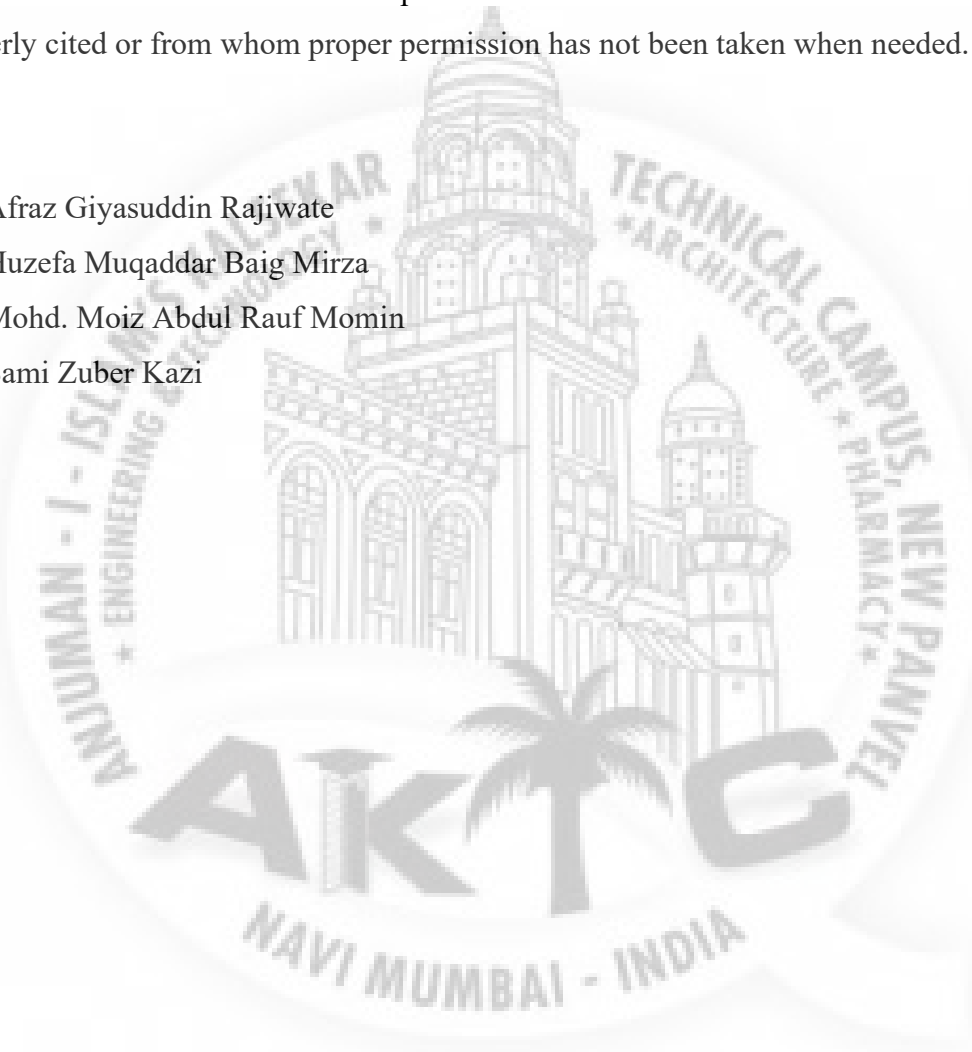 erly cited or from whom proper permission has not been taken when needed.
Afraz Giyasuddin Rajiwate
Huzefa Muqaddar Baig Mirza
Mohd. Moiz Abdul Rauf Momin
ami Zuber Kazi
ANJUMAN - I - ISLAM'S KALSEKAR TECHNICAL CAMPUS, NEW PANVEL
* ENGINEERING & TECHNOLOGY * *ARCHITECTURE * PHARMACY*
AKTC
NAVI MUMBAI - INDIA